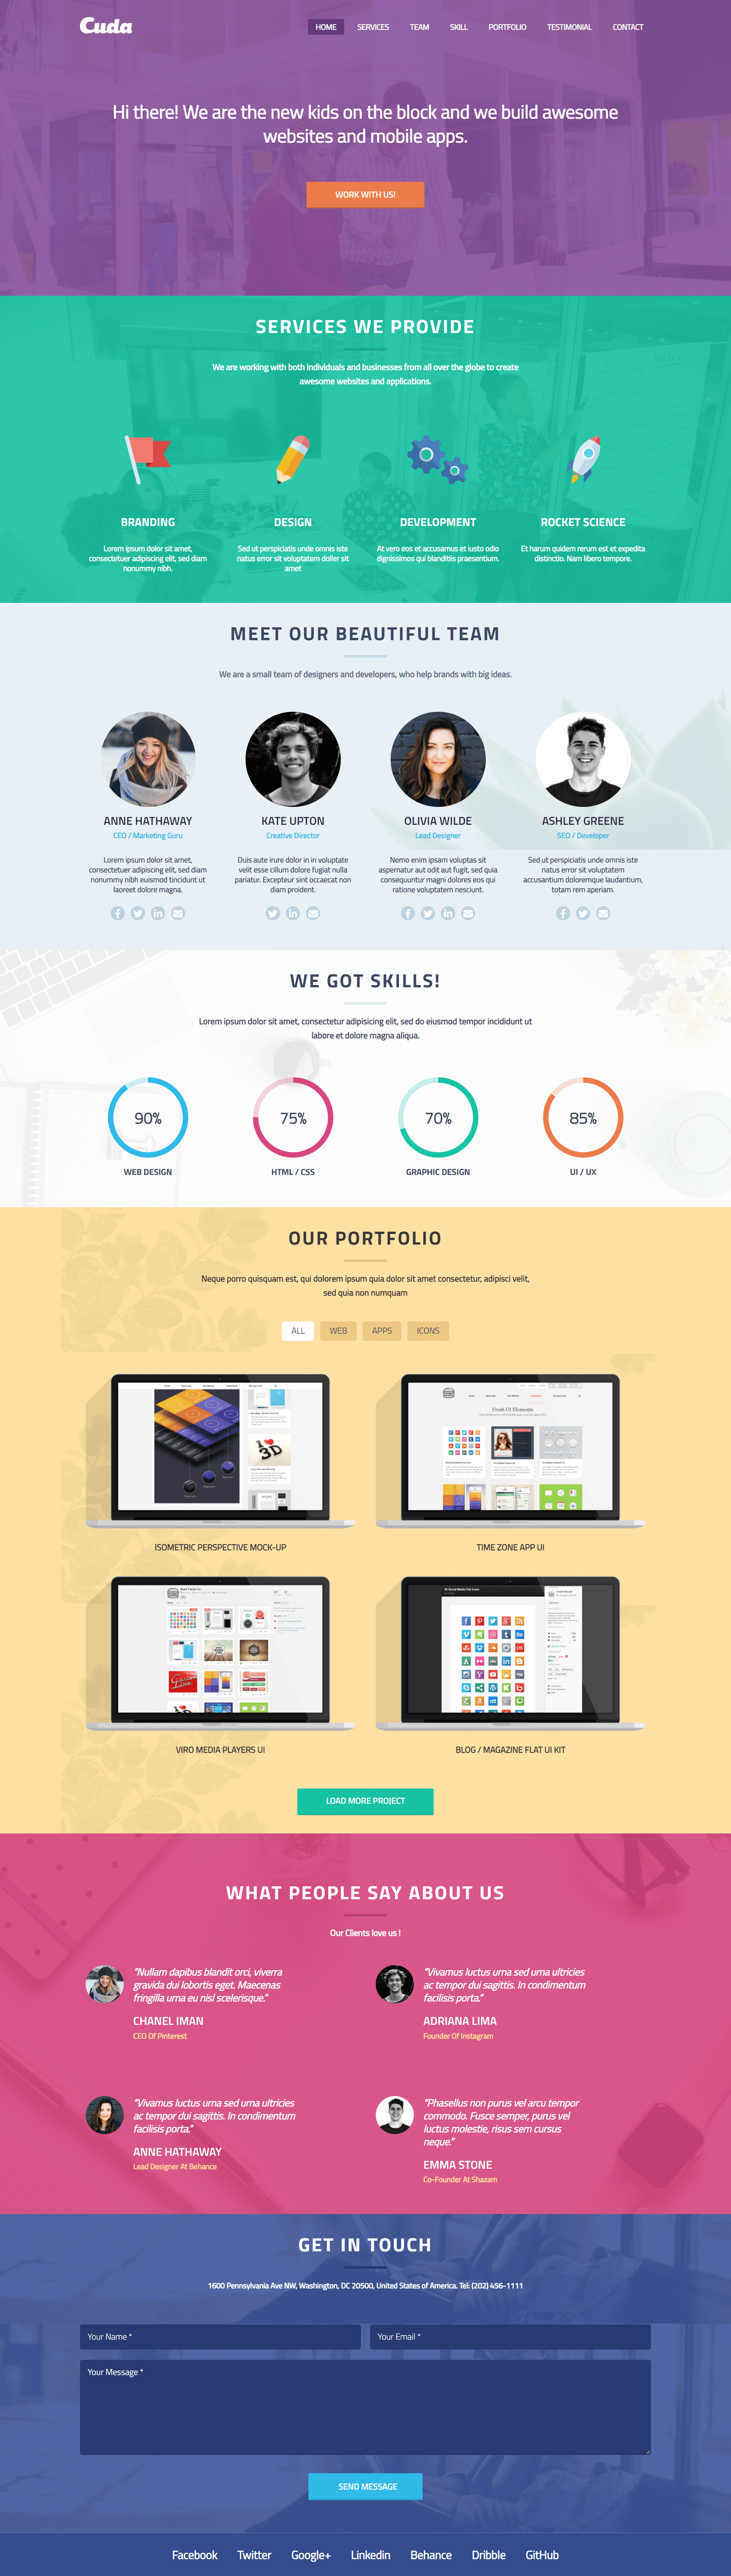 Cuda
HOME SERVICES TEAM SKILL PORTFOLIO TESTIMONIAL CONTACT
Hi there! We are the new kids on the block and we build awesome
websites and mobile apps.
WORK WITH US!
SERVICES WE PROVIDE
We are working with both individuals and businesses from all over the globe to create
awesome websites and applications.
BRANDING
Lorem ipsum dolor sit amet,
consectetuer adipiscing elit, sed diam
nonummy nibh.
DESIGN
Sed ut perspiciatis unde omnis iste
natus error sit voluptatem doller sit
amet
DEVELOPMENT
At vero eos et accusamus et iusto odio
dignissimos qui blanditiis praesentium.
ROCKET SCIENCE
Et harum quidem rerum est et expedita
distinctio. Nam libero tempore.
MEET OUR BEAUTIFUL TEAM
We are a small team of designers and developers, who help brands with big ideas.
ANNE HATHAWAY
CEO / Marketing Guru
Lorem ipsum dolor sit amet,
consectetuer adipiscing elit, sed diam
nonummy nibh euismod tincidunt ut
laoreet dolore magna.
KATE UPTON
Creative Director
Duis aute irure dolor in in voluptate
velit esse cillum dolore fugiat nulla
pariatur. Excepteur sint occaecat non
diam proident.
OLIVIA WILDE
Lead Designer
Nemo enim ipsam voluptas sit
aspernatur aut odit aut fugit, sed quia
consequuntur magni dolores eos qui
ratione voluptatem nesciunt.
ASHLEY GREENE
SEO / Developer
Sed ut perspiciatis unde omnis iste
natus error sit voluptatem
accusantium doloremque laudantium,
totam rem aperiam.
WE GOT SKILLS!
Lorem ipsum dolor sit amet, consectetur adipisicing elit, sed do eiusmod tempor incididunt ut
labore et dolore magna aliqua.
90% 75% 70% 85%
WEB DESIGN HTML / CSS GRAPHIC DESIGN UI / UX
OUR PORTFOLIO
Neque porro quisquam est, qui dolorem ipsum quia dolor sit amet consectetur, adipisci velit,
sed quia non numquam
ALL WEB APPS ICONS
I 3D
Fresh UI Elements
ISOMETRIC PERSPECTIVE MOCK-UP
TIME ZONE APP UI
VIRO MEDIA PLAYERS UI
BLOG / MAGAZINE FLAT UI KIT
LOAD MORE PROJECT
WHAT PEOPLE SAY ABOUT US
Our Clients love us !
“Nullam dapibus blandit orci, viverra
gravida dui lobortis eget. Maecenas
fringilla urna eu nisl scelerisque.”
CHANEL IMAN
CEO Of Pinterest
“Vivamus luctus urna sed urna ultricies
ac tempor dui sagittis. In condimentum
facilisis porta.”
ADRIANA LIMA
Founder Of Instagram
“Vivamus luctus urna sed urna ultricies
ac tempor dui sagittis. In condimentum
facilisis porta.”
ANNE HATHAWAY
Lead Designer At Behance
“Phasellus non purus vel arcu tempor
commodo. Fusce semper, purus vel
luctus molestie, risus sem cursus
neque.”
EMMA STONE
Co-Founder At Shazam
GET IN TOUCH
1600 Pennsylvania Ave NW, Washington, DC 20500, United States of America. Tel: (202) 456-1111
Your Name * Your Email *
Your Message *
SEND MESSAGE
Facebook Twitter Google+ Linkedin Behance Dribble GitHub